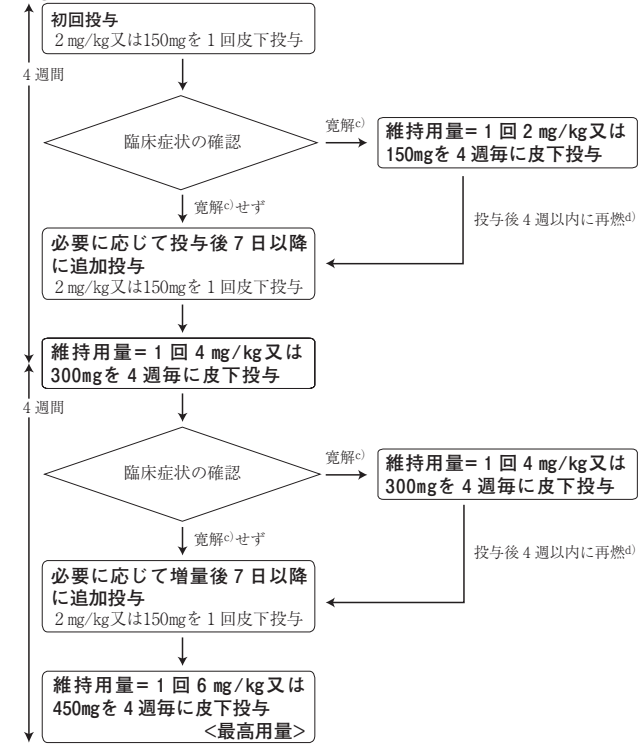 初回投与
2 mg/kg又は150mgを1回皮下投与
4週間
臨床症状の確認
寛解c)
維持用量=1回2 mg/kg又は
150mgを4週毎に皮下投与
寛解c)せず
投与後4週以内に再燃d)
必要に応じて投与後7日以降
に追加投与
2 mg/kg又は150mgを1回皮下投与
維持用量=1回4 mg/kg又は
300mgを4週毎に皮下投与
4週間
臨床症状の確認
寛解c)
維持用量=1回4 mg/kg又は
300mgを4週毎に皮下投与
寛解c)せず
投与後4週以内に再燃d)
必要に応じて増量後7日以降
に追加投与
2 mg/kg又は150mgを1回皮下投与
維持用量=1回6 mg/kg又は
450mgを4週毎に皮下投与
<最高用量>